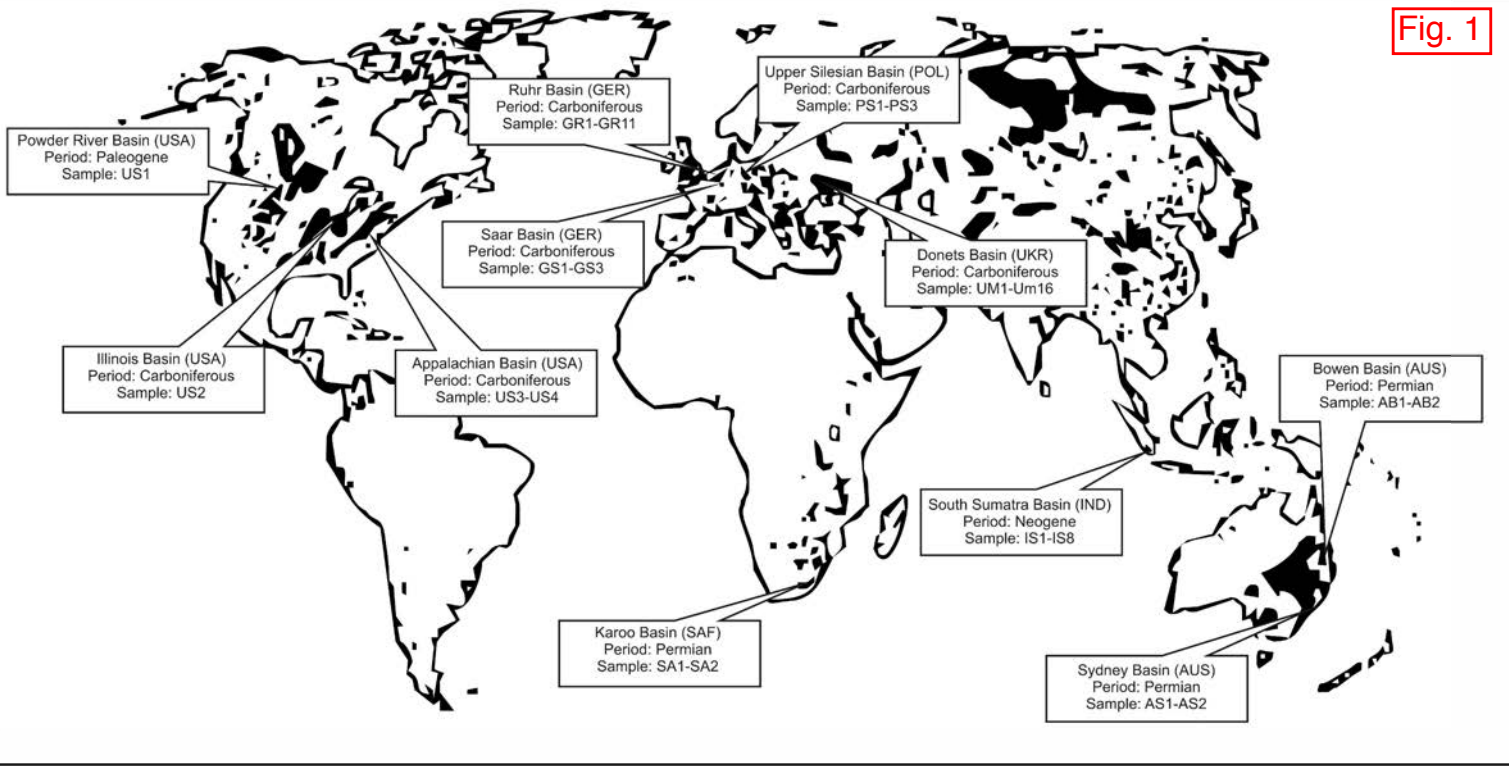 Fig. 1
Upper Silesian Basin (POL)
Period: Carboniferous
Sample: PS1-PS3
Ruhr Basin (GER)
Period: Carboniferous
Sample: GR1-GR11
Powder River Basin (USA)
Period: Paleogene
Sample: US1
Saar Basin (GER)
Period: Carboniferous
Sample: GS1-GS3
Donets Basin (UKR)
Period: Carboniferous
Sample: UM1-Um16
Illinois Basin (USA)
Period: Carboniferous
Sample: US2
Appalachian Basin (USA)
Period: Carboniferous
Sample: US3-US4
Bowen Basin (AUS)
Period: Permian
Sample: AB1-AB2
South Sumatra Basin (IND)
Period: Neogene
Sample: IS1-IS8
Karoo Basin (SAF)
Period: Permian
Sample: SA1-SA2
Sydney Basin (AUS)
Period: Permian
Sample: AS1-AS2